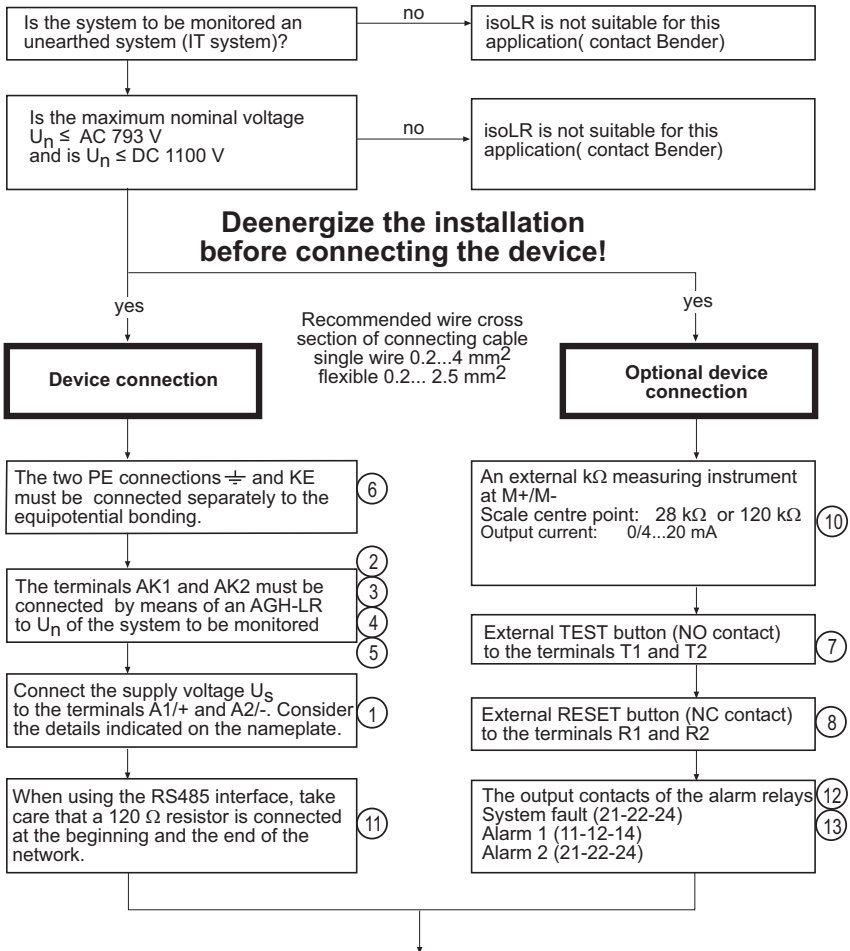 Is the system to be monitored an
unearthed system (IT system)?
no
isoLR is not suitable for this
application( contact Bender)
Is the maximum nominal voltage
Un ≤ AC 793 V
and is Un ≤ DC 1100 V
no
isoLR is not suitable for this
application( contact Bender)
Deenergize the installation
before connecting the device!
yes
yes
Recommended wire cross
section of connecting cable
single wire 0.2...4 mm2
flexible 0.2... 2.5 mm2
Device connection
The two PE connections ⏚ and KE
must be connected separately to the
equipotential bonding.
6
The terminals AK1 and AK2 must be
connected by means of an AGH-LR
to Un of the system to be monitored
2
3
4
5
Connect the supply voltage Us
to the terminals A1/+ and A2/-. Consider
the details indicated on the nameplate.
1
When using the RS485 interface, take
care that a 120 Ω resistor is connected
at the beginning and the end of the
network.
11
Optional device
connection
An external kΩ measuring instrument
at M+/M-
Scale centre point: 28 kΩ or 120 kΩ
Output current: 0/4...20 mA
10
External TEST button (NO contact)
to the terminals T1 and T2
7
External RESET button (NC contact)
to the terminals R1 and R2
8
The output contacts of the alarm relays
System fault (21-22-24)
Alarm 1 (11-12-14)
Alarm 2 (21-22-24)
12
13